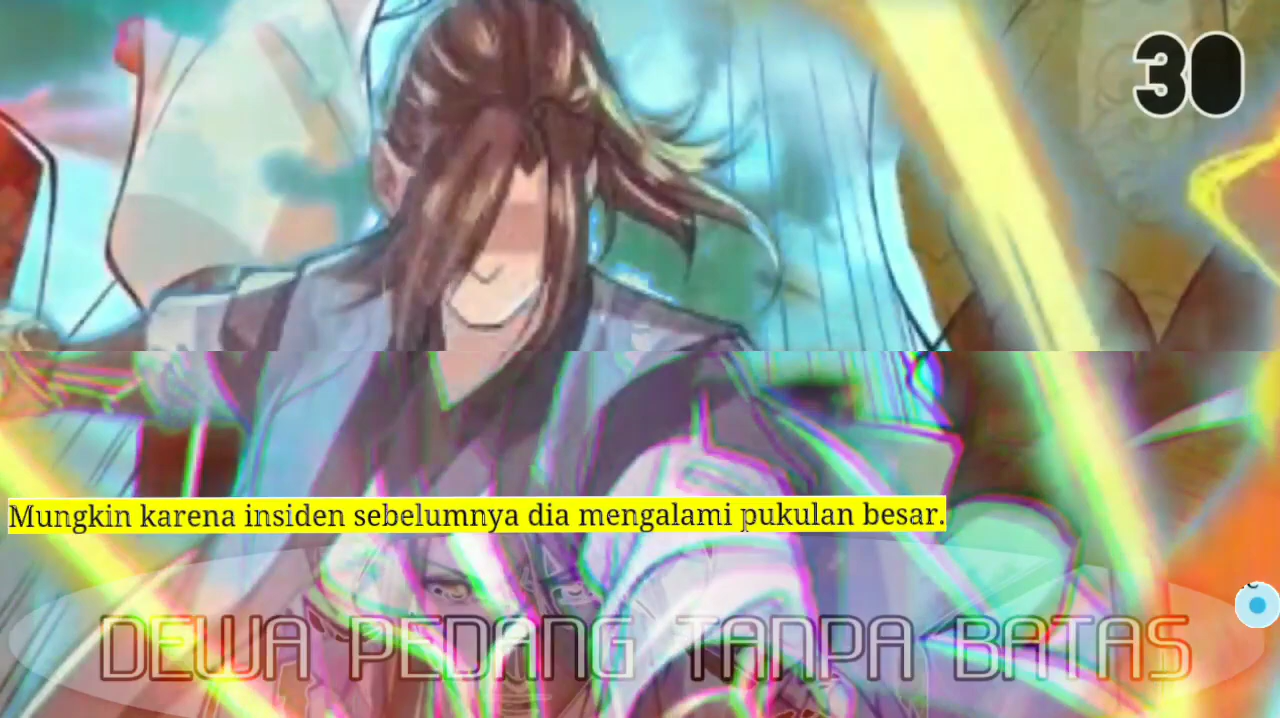 30
Mungkin karena insiden sebelumnya dia mengalami pukulan besar.
DEWA PEDANG TANPA BATAS